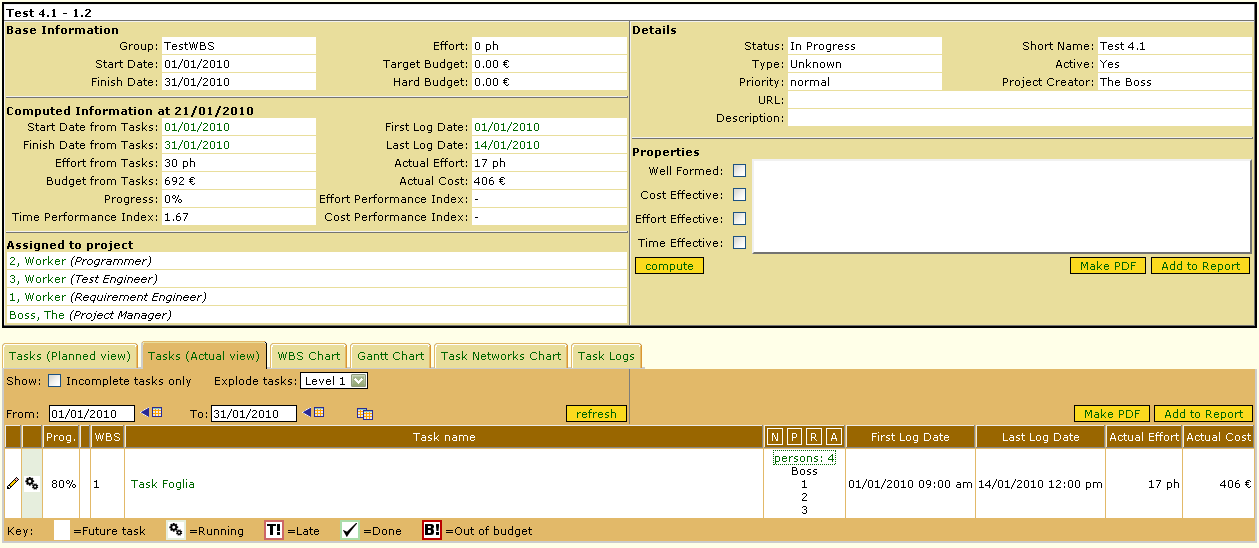 Test 4.1 - 1.2
Base Information
Group: TestWBS Effort: 0 ph
Start Date: 01/01/2010 Target Budget: 0.00 €
Finish Date: 31/01/2010 Hard Budget: 0.00 €
Computed Information at 21/01/2010
Start Date from Tasks: 01/01/2010 First Log Date: 01/01/2010
Finish Date from Tasks: 31/01/2010 Last Log Date: 14/01/2010
Effort from Tasks: 30 ph Actual Effort: 17 ph
Budget from Tasks: 692 € Actual Cost: 406 €
Progress: 0% Effort Performance Index: -
Time Performance Index: 1.67 Cost Performance Index: -
Assigned to project
2, Worker (Programmer)
3, Worker (Test Engineer)
1, Worker (Requirement Engineer)
Boss, The (Project Manager)
Details
Status: In Progress Short Name: Test 4.1
Type: Unknown Active: Yes
Priority: normal Project Creator: The Boss
URL:
Description:
Properties
Well Formed:
Cost Effective:
Effort Effective:
Time Effective:
compute Make PDF Add to Report
Tasks (Planned view) Tasks (Actual view) WBS Chart Gantt Chart Task Networks Chart Task Logs
Show: Incomplete tasks only Explode tasks: Level 1
From: 01/01/2010 To: 31/01/2010 refresh Make PDF Add to Report
Prog. WBS Task name N P R A First Log Date Last Log Date Actual Effort Actual Cost
persons: 4
Boss
80% 1 Task Foglia 1 01/01/2010 09:00 am 14/01/2010 12:00 pm 17 ph 406 €
2
3
Key: =Future task =Running T! =Late =Done B! =Out of budget